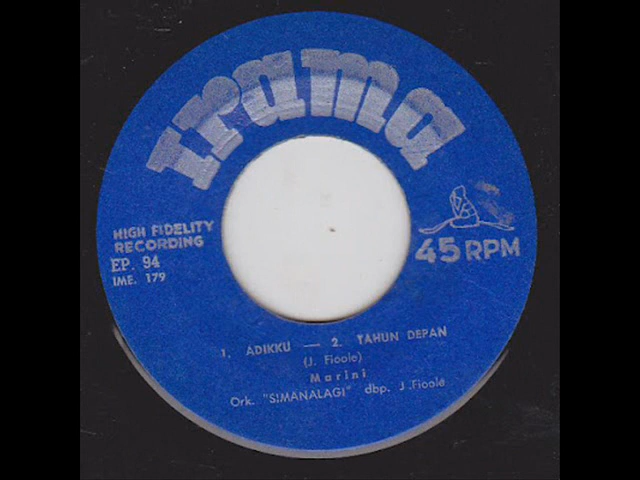 Irama
HIGH FIDELITY
RECORDING
EP. 94
IME. 179
45 RPM
1. ADIKKU — 2. TAHUN DEPAN
(J. Fioole)
Marini
Ork. "SIMANALAGI" dbp. J.Fioole